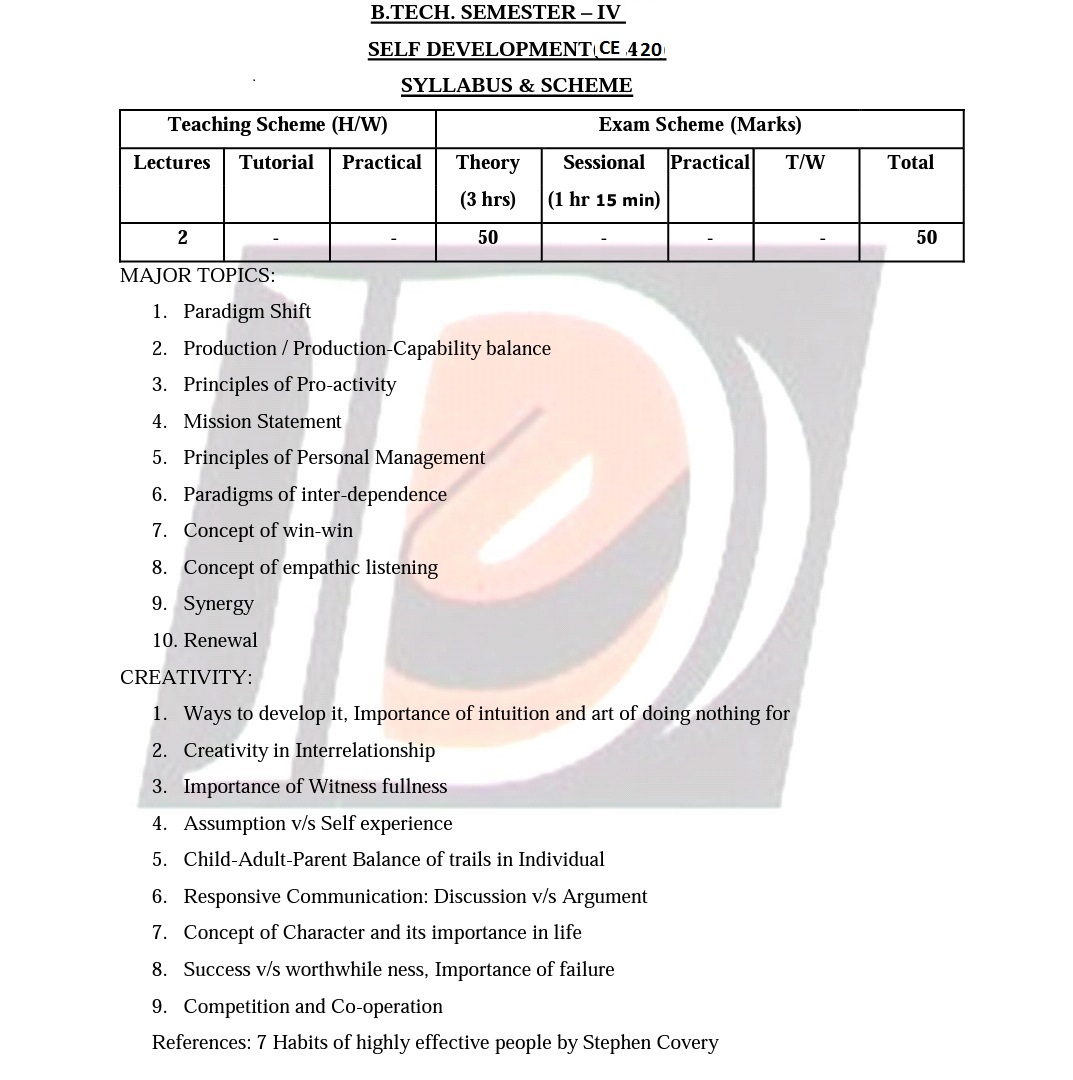 B.TECH. SEMESTER – IV
SELF DEVELOPMENT(CE 420)
SYLLABUS & SCHEME
Teaching Scheme (H/W) Exam Scheme (Marks)
Lectures Tutorial Practical Theory Sessional Practical T/W Total
(3 hrs) (1 hr 15 min)
2 - - 50 - - - 50
MAJOR TOPICS:
1. Paradigm Shift
2. Production / Production-Capability balance
3. Principles of Pro-activity
4. Mission Statement
5. Principles of Personal Management
6. Paradigms of inter-dependence
7. Concept of win-win
8. Concept of empathic listening
9. Synergy
10. Renewal
CREATIVITY:
1. Ways to develop it, Importance of intuition and art of doing nothing for
2. Creativity in Interrelationship
3. Importance of Witness fullness
4. Assumption v/s Self experience
5. Child-Adult-Parent Balance of trails in Individual
6. Responsive Communication: Discussion v/s Argument
7. Concept of Character and its importance in life
8. Success v/s worthwhile ness, Importance of failure
9. Competition and Co-operation
References: 7 Habits of highly effective people by Stephen Covery